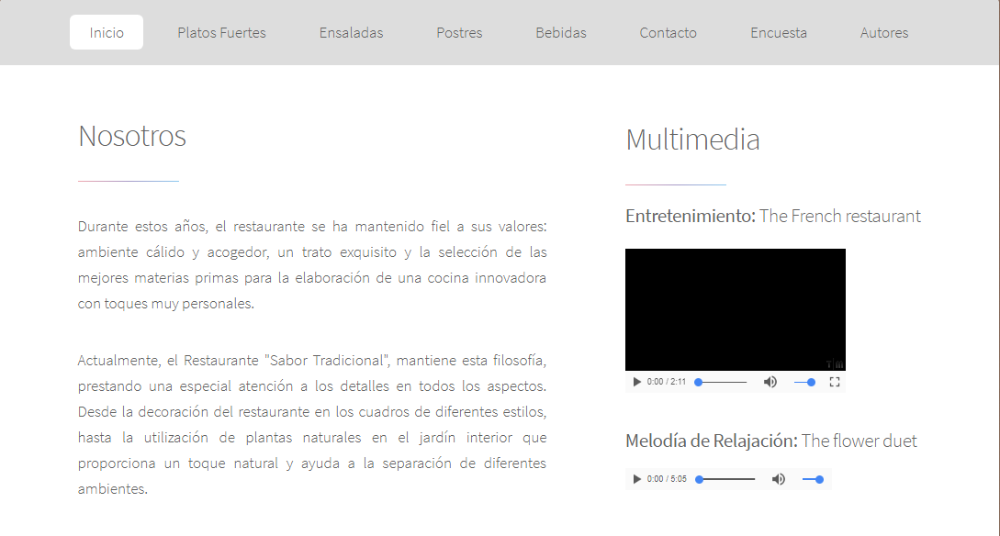 Inicio Platos Fuertes Ensaladas Postres Bebidas Contacto Encuesta Autores
Nosotros
Durante estos años, el restaurante se ha mantenido fiel a sus valores:
ambiente cálido y acogedor, un trato exquisito y la selección de las
mejores materias primas para la elaboración de una cocina innovadora
con toques muy personales.
Actualmente, el Restaurante "Sabor Tradicional", mantiene esta filosofía,
prestando una especial atención a los detalles en todos los aspectos.
Desde la decoración del restaurante en los cuadros de diferentes estilos,
hasta la utilización de plantas naturales en el jardín interior que
proporciona un toque natural y ayuda a la separación de diferentes
ambientes.
Multimedia
Entretenimiento: The French restaurant
0:00 / 2:11
Melodía de Relajación: The flower duet
0:00 / 5:05